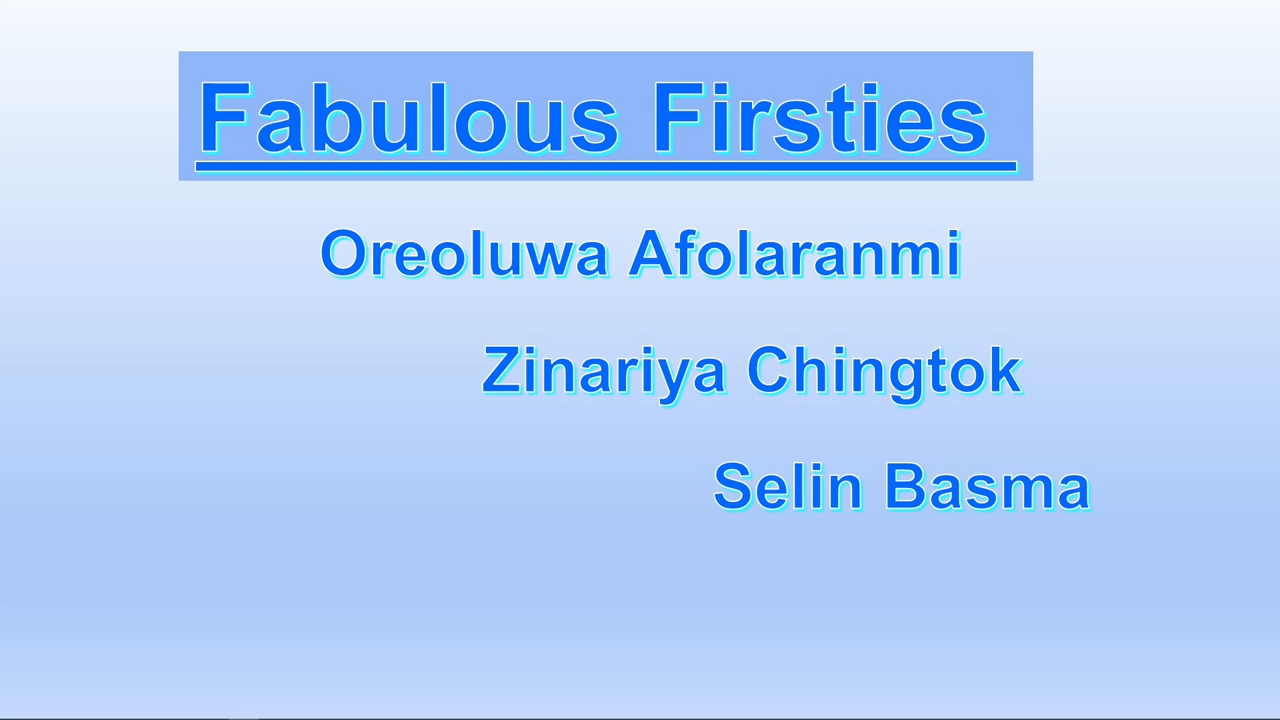 Fabulous Firsties
Oreoluwa Afolaranmi
Zinariya Chingtok
Selin Basma